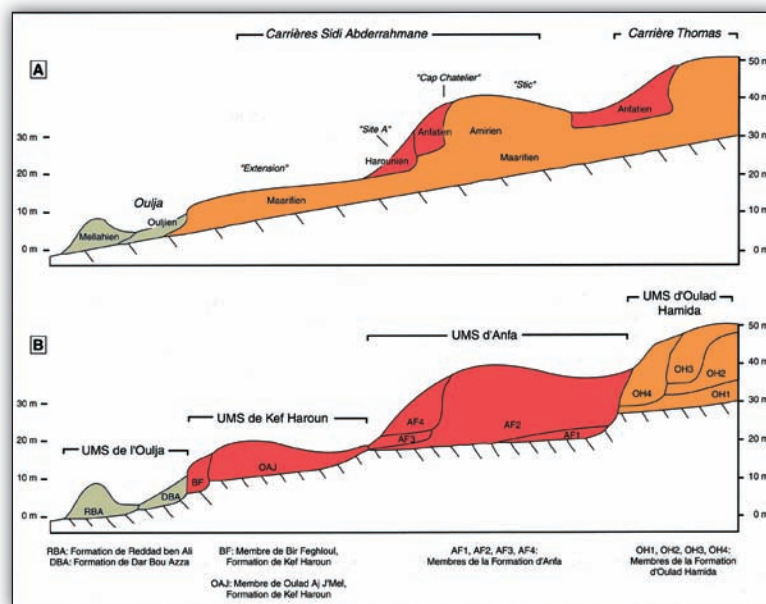 Carrières Sidi Abderrahmane
Carrière Thomas
A
50 m
"Cap Chatelier"
"Stic"
40 m
Anfatien
30 m
"Site A"
Anfatien
Amirien
30 m
Harounien
Maarifien
20 m
"Extension"
20 m
Oulja
Maarifien
10 m
Ouljien
10 m
Mellahien
0 m
0 m
UMS d'Oulad
Hamida
B
UMS d'Anfa
50 m
OH3
OH2
40 m
UMS de Kef Haroun
OH4
OH1
30 m
AF4
30 m
AF2
20 m
AF3
AF1
20 m
UMS de l'Oulja
OAJ
10 m
BF
10 m
DBA
RBA
0 m
0 m
RBA: Formation de Reddad ben Ali
DBA: Formation de Dar Bou Azza
BF: Membre de Bir Feghloul,
Formation de Kef Haroun
OAJ: Membre de Oulad Aj J'Mel,
Formation de Kef Haroun
AF1, AF2, AF3, AF4:
Membres de la Formation d'Anfa
OH1, OH2, OH3, OH4:
Membres de la Formation
d'Oulad Hamida